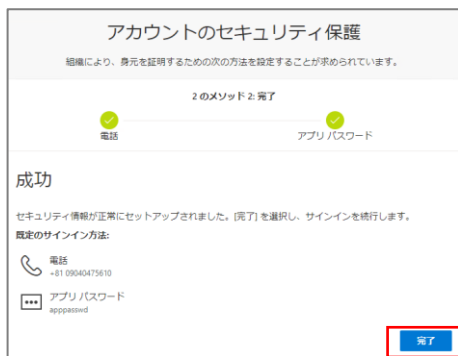 アカウントのセキュリティ保護
組織により、身元を証明するための次の方法を設定することが求められています。
2 のメソッド 2: 完了
電話
アプリ パスワード
成功
セキュリティ情報が正常にセットアップされました。[完了] を選択し、サインインを続行します。
既定のサインイン方法:
電話
+81 09040475610
アプリ パスワード
apppasswd
完了